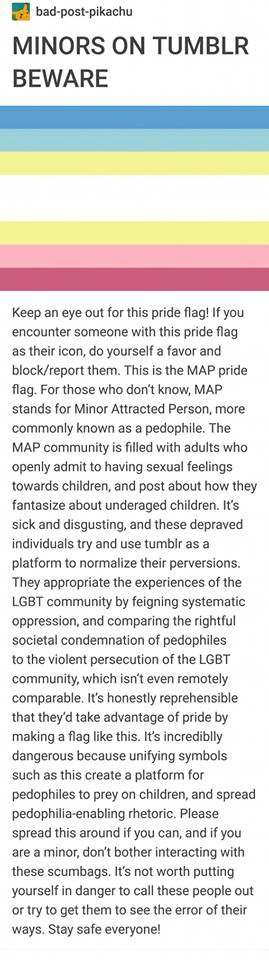 bad-post-pikachu
MINORS ON TUMBLR
BEWARE
Keep an eye out for this pride flag! If you
encounter someone with this pride flag
as their icon, do yourself a favor and
block/report them. This is the MAP pride
flag. For those who don't know, MAP
stands for Minor Attracted Person, more
commonly known as a pedophile. The
MAP community is filled with adults who
openly admit to having sexual feelings
towards children, and post about how they
fantasize about underaged children. It's
sick and disgusting, and these depraved
individuals try and use tumblr as a
platform to normalize their perversions.
They appropriate the experiences of the
LGBT community by feigning systematic
oppression, and comparing the rightful
societal condemnation of pedophiles
to the violent persecution of the LGBT
community, which isn't even remotely
comparable. It's honestly reprehensible
that they'd take advantage of pride by
making a flag like this. It's incrediblly
dangerous because unifying symbols
such as this create a platform for
pedophiles to prey on children, and spread
pedophilia-enabling rhetoric. Please
spread this around if you can, and if you
are a minor, don't bother interacting with
these scumbags. It's not worth putting
yourself in danger to call these people out
or try to get them to see the error of their
ways. Stay safe everyone!